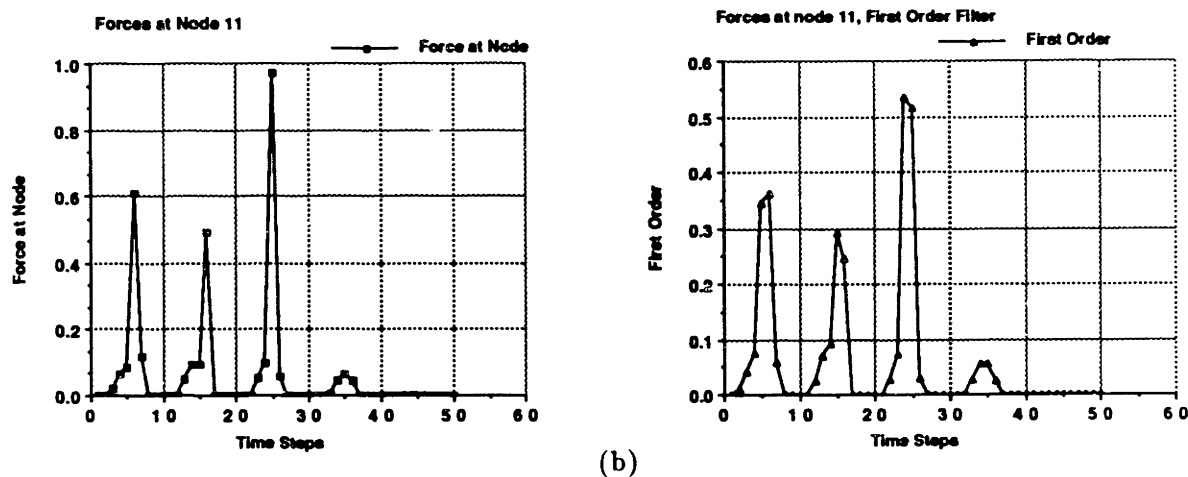 Forces at Node 11
Force at Node
1.0
0.8
0.6
0.4
0.2
0.0
Force at Node
0 10 20 30 40 50 60
Time Steps
Forces at node 11, First Order Filter
First Order
0.6
0.5
0.4
0.3
0.2
0.1
0.0
First Order
0 10 20 30 40 50 60
Time Steps
(b)